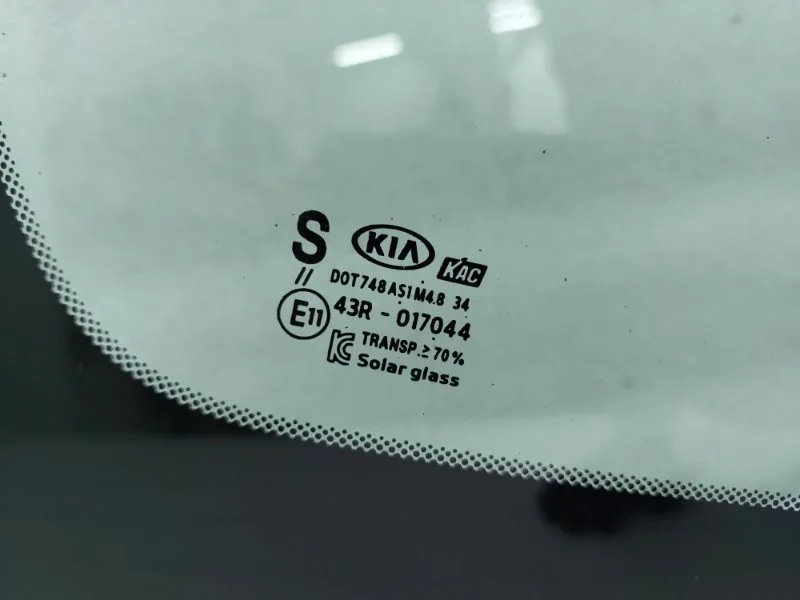 S KIA KAC
// DOT748AS1M4.8 34
E11 43R - 017044
TRANSP.≥70%
Solar glass